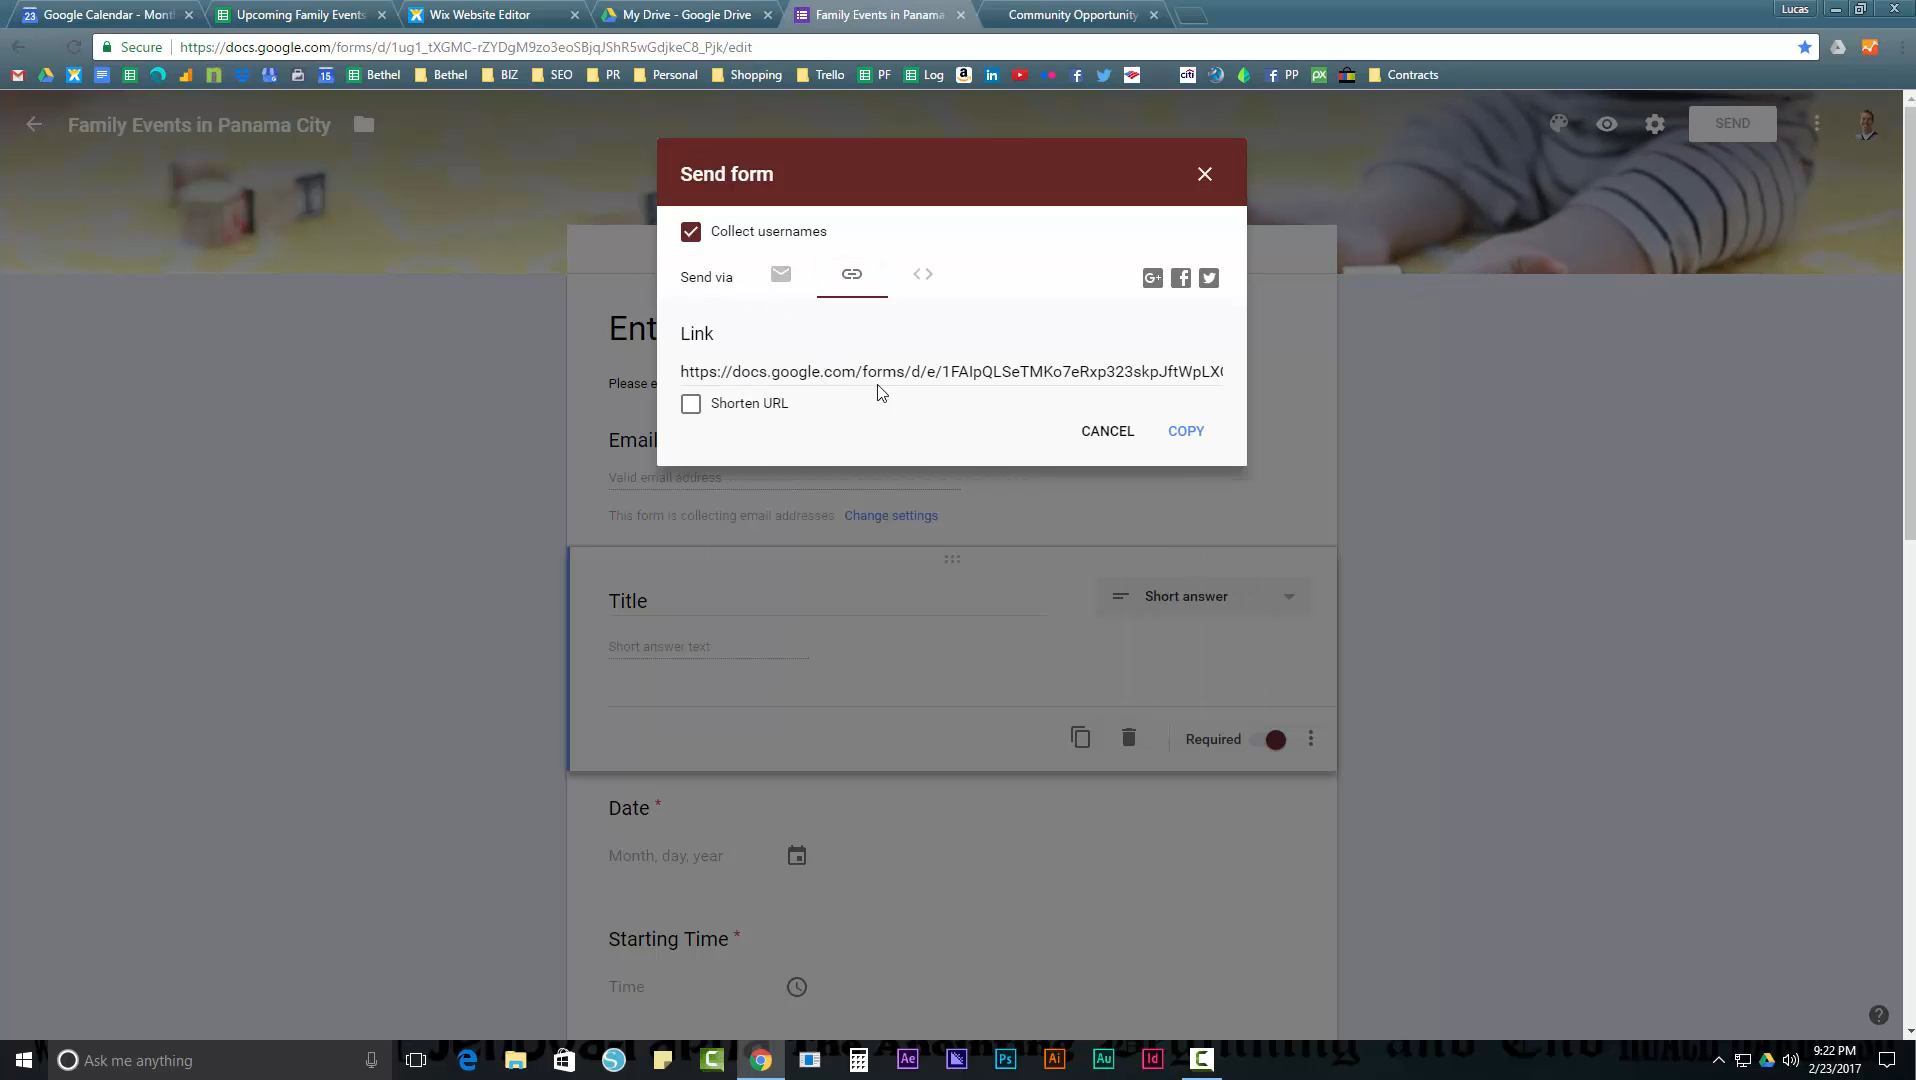 Google Calendar - Mont
Upcoming Family Events
Wix Website Editor
My Drive - Google Drive
Family Events in Panama
Community Opportunity
Lucas
Secure
https://docs.google.com/forms/d/1ug1_tXGMC-rZYDgM9zo3eoSBjqJShR5wGdjkeC8_Pjk/edit
15 Bethel Bethel BIZ SEO PR Personal Shopping Trello PF Log PP Contracts
Family Events in Panama City
SEND
Send form
Collect usernames
Send via
Link
https://docs.google.com/forms/d/e/1FAIpQLSeTMKo7eRxp323skpJftWpLX
Shorten URL
CANCEL COPY
Ent
Please e
Email
Valid email address
This form is collecting email addresses Change settings
Title
Short answer
Short answer text
Required
Date *
Month, day, year
Starting Time *
Time
Ask me anything
9:22 PM
2/23/2017